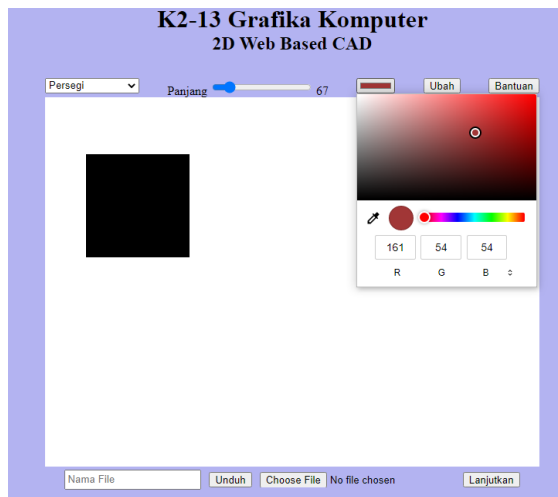 K2-13 Grafika Komputer
2D Web Based CAD
Persegi Panjang 67 Ubah Bantuan
161 54 54
R G B
Nama File Unduh Choose File No file chosen Lanjutkan